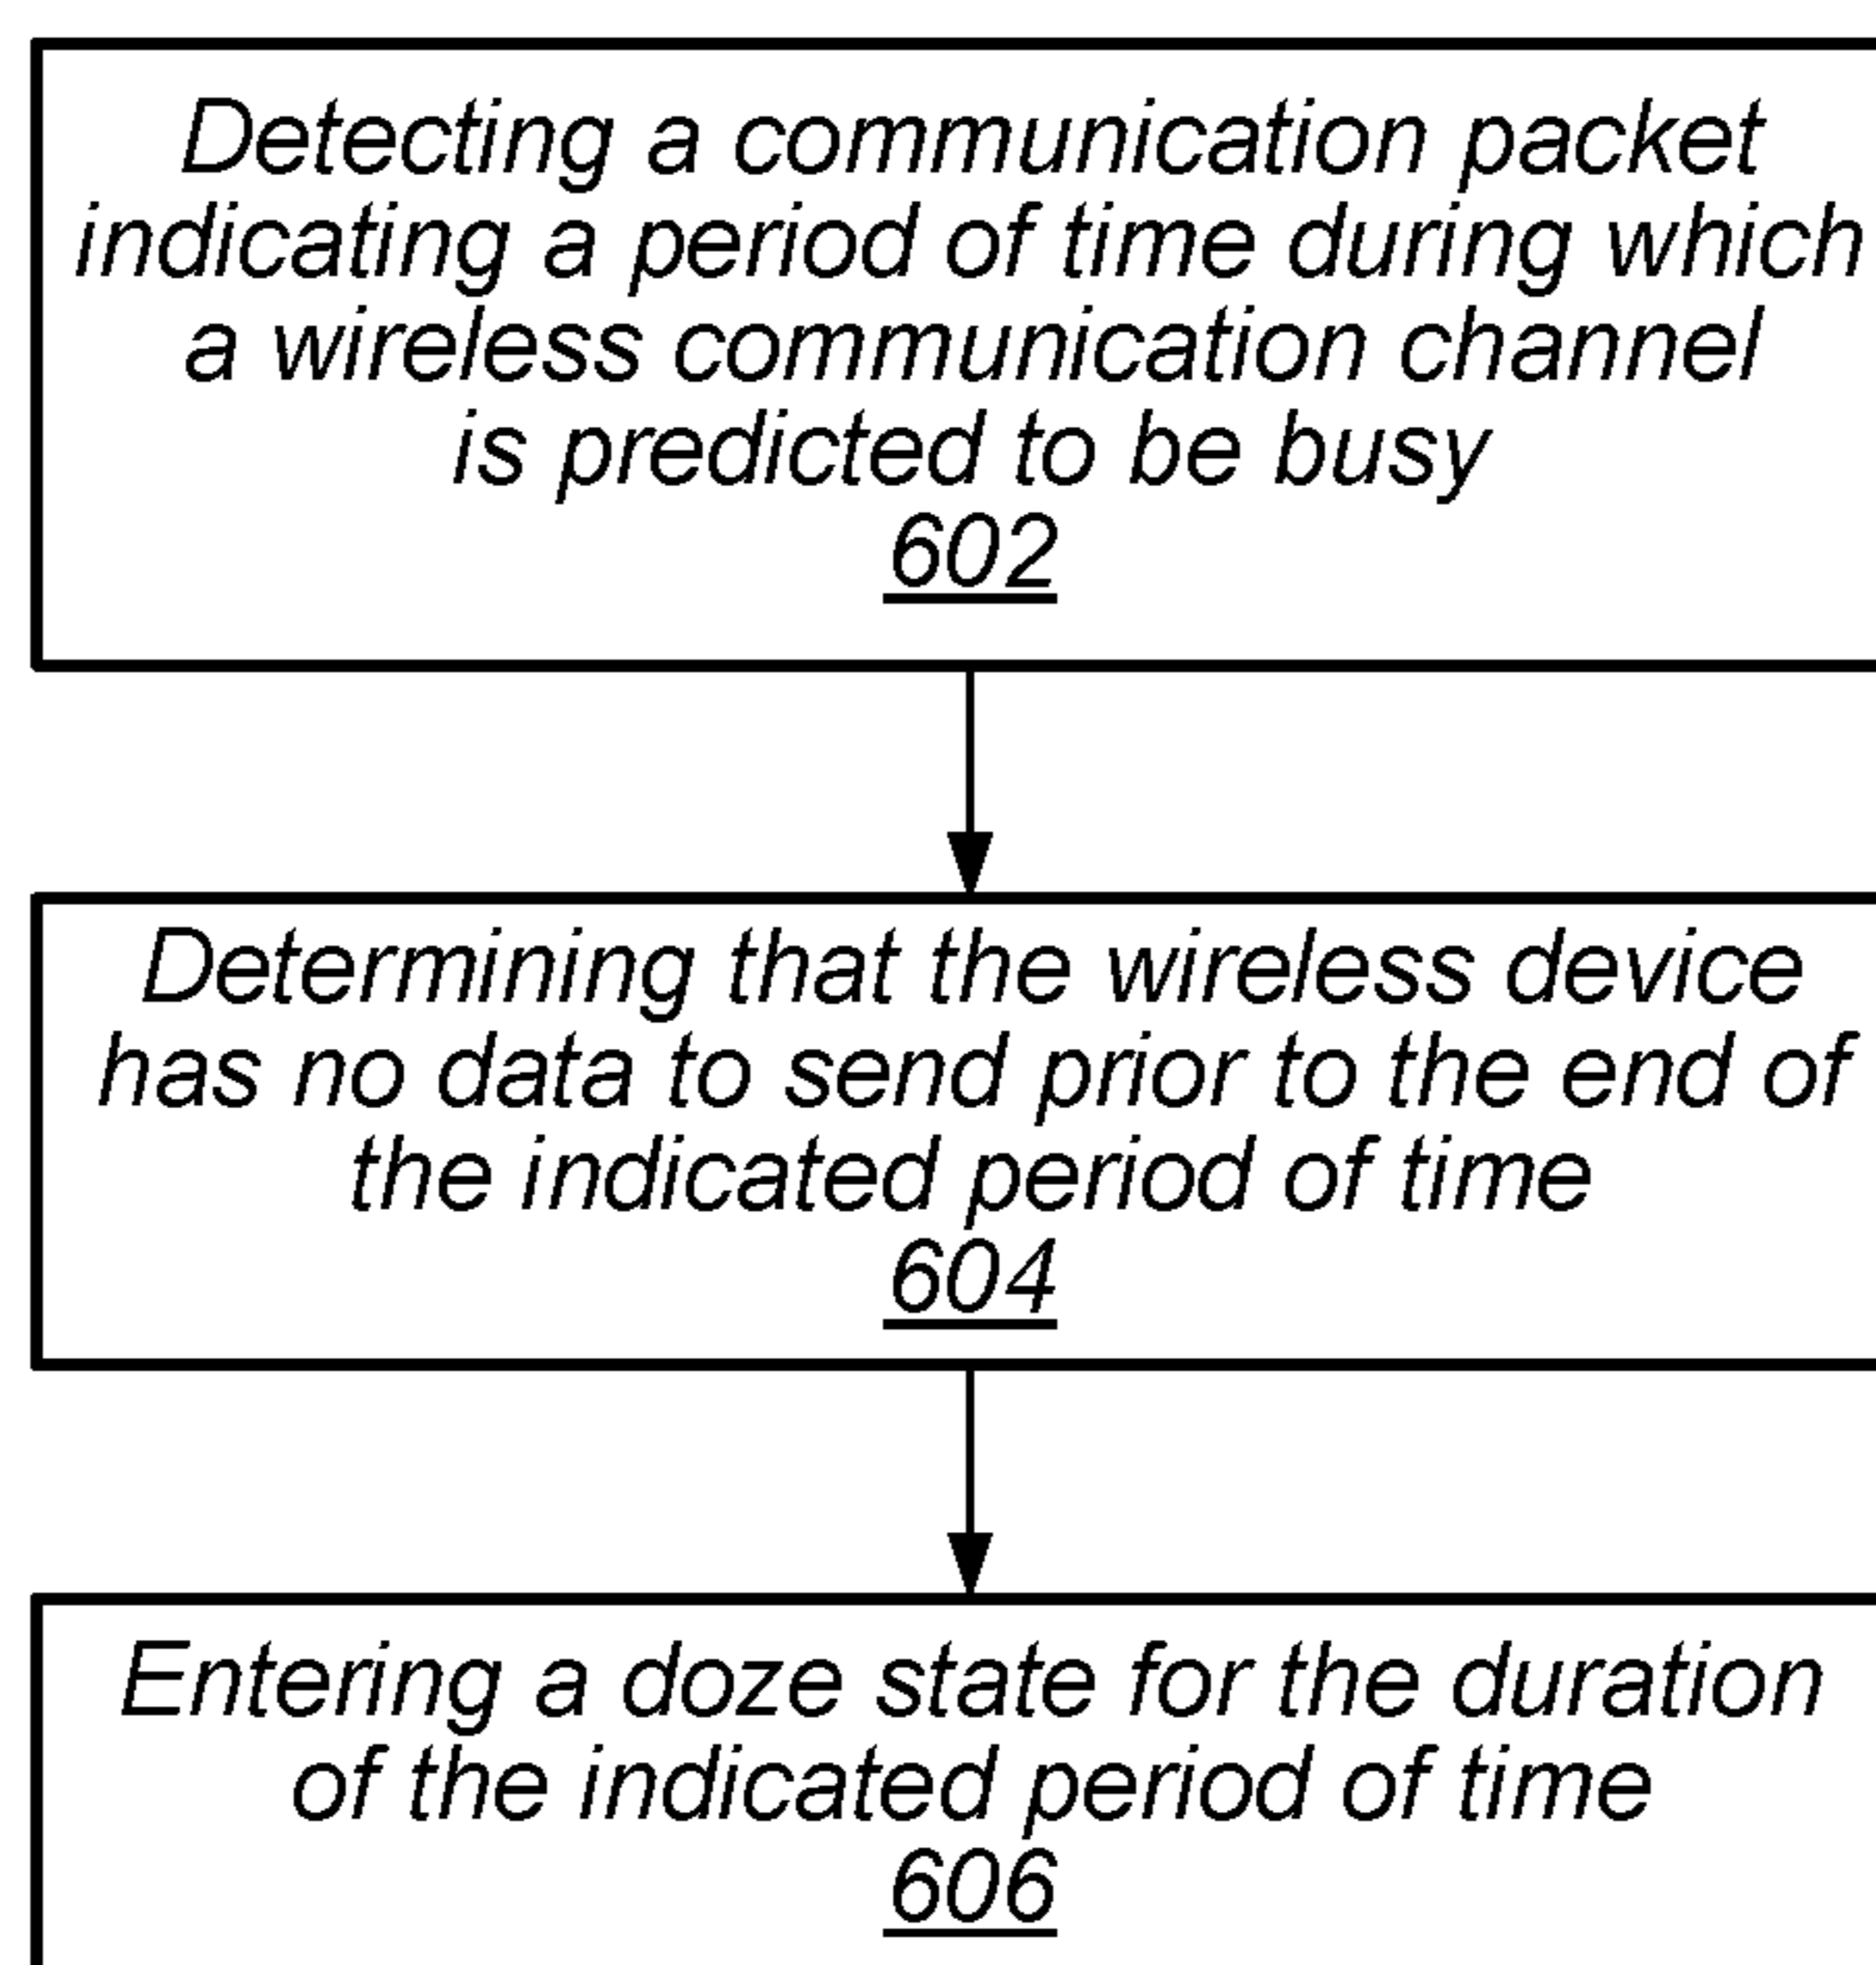 Detecting a communication packet
indicating a period of time during which
a wireless communication channel
is predicted to be busy
602
Determining that the wireless device
has no data to send prior to the end of
the indicated period of time
604
Entering a doze state for the duration
of the indicated period of time
606